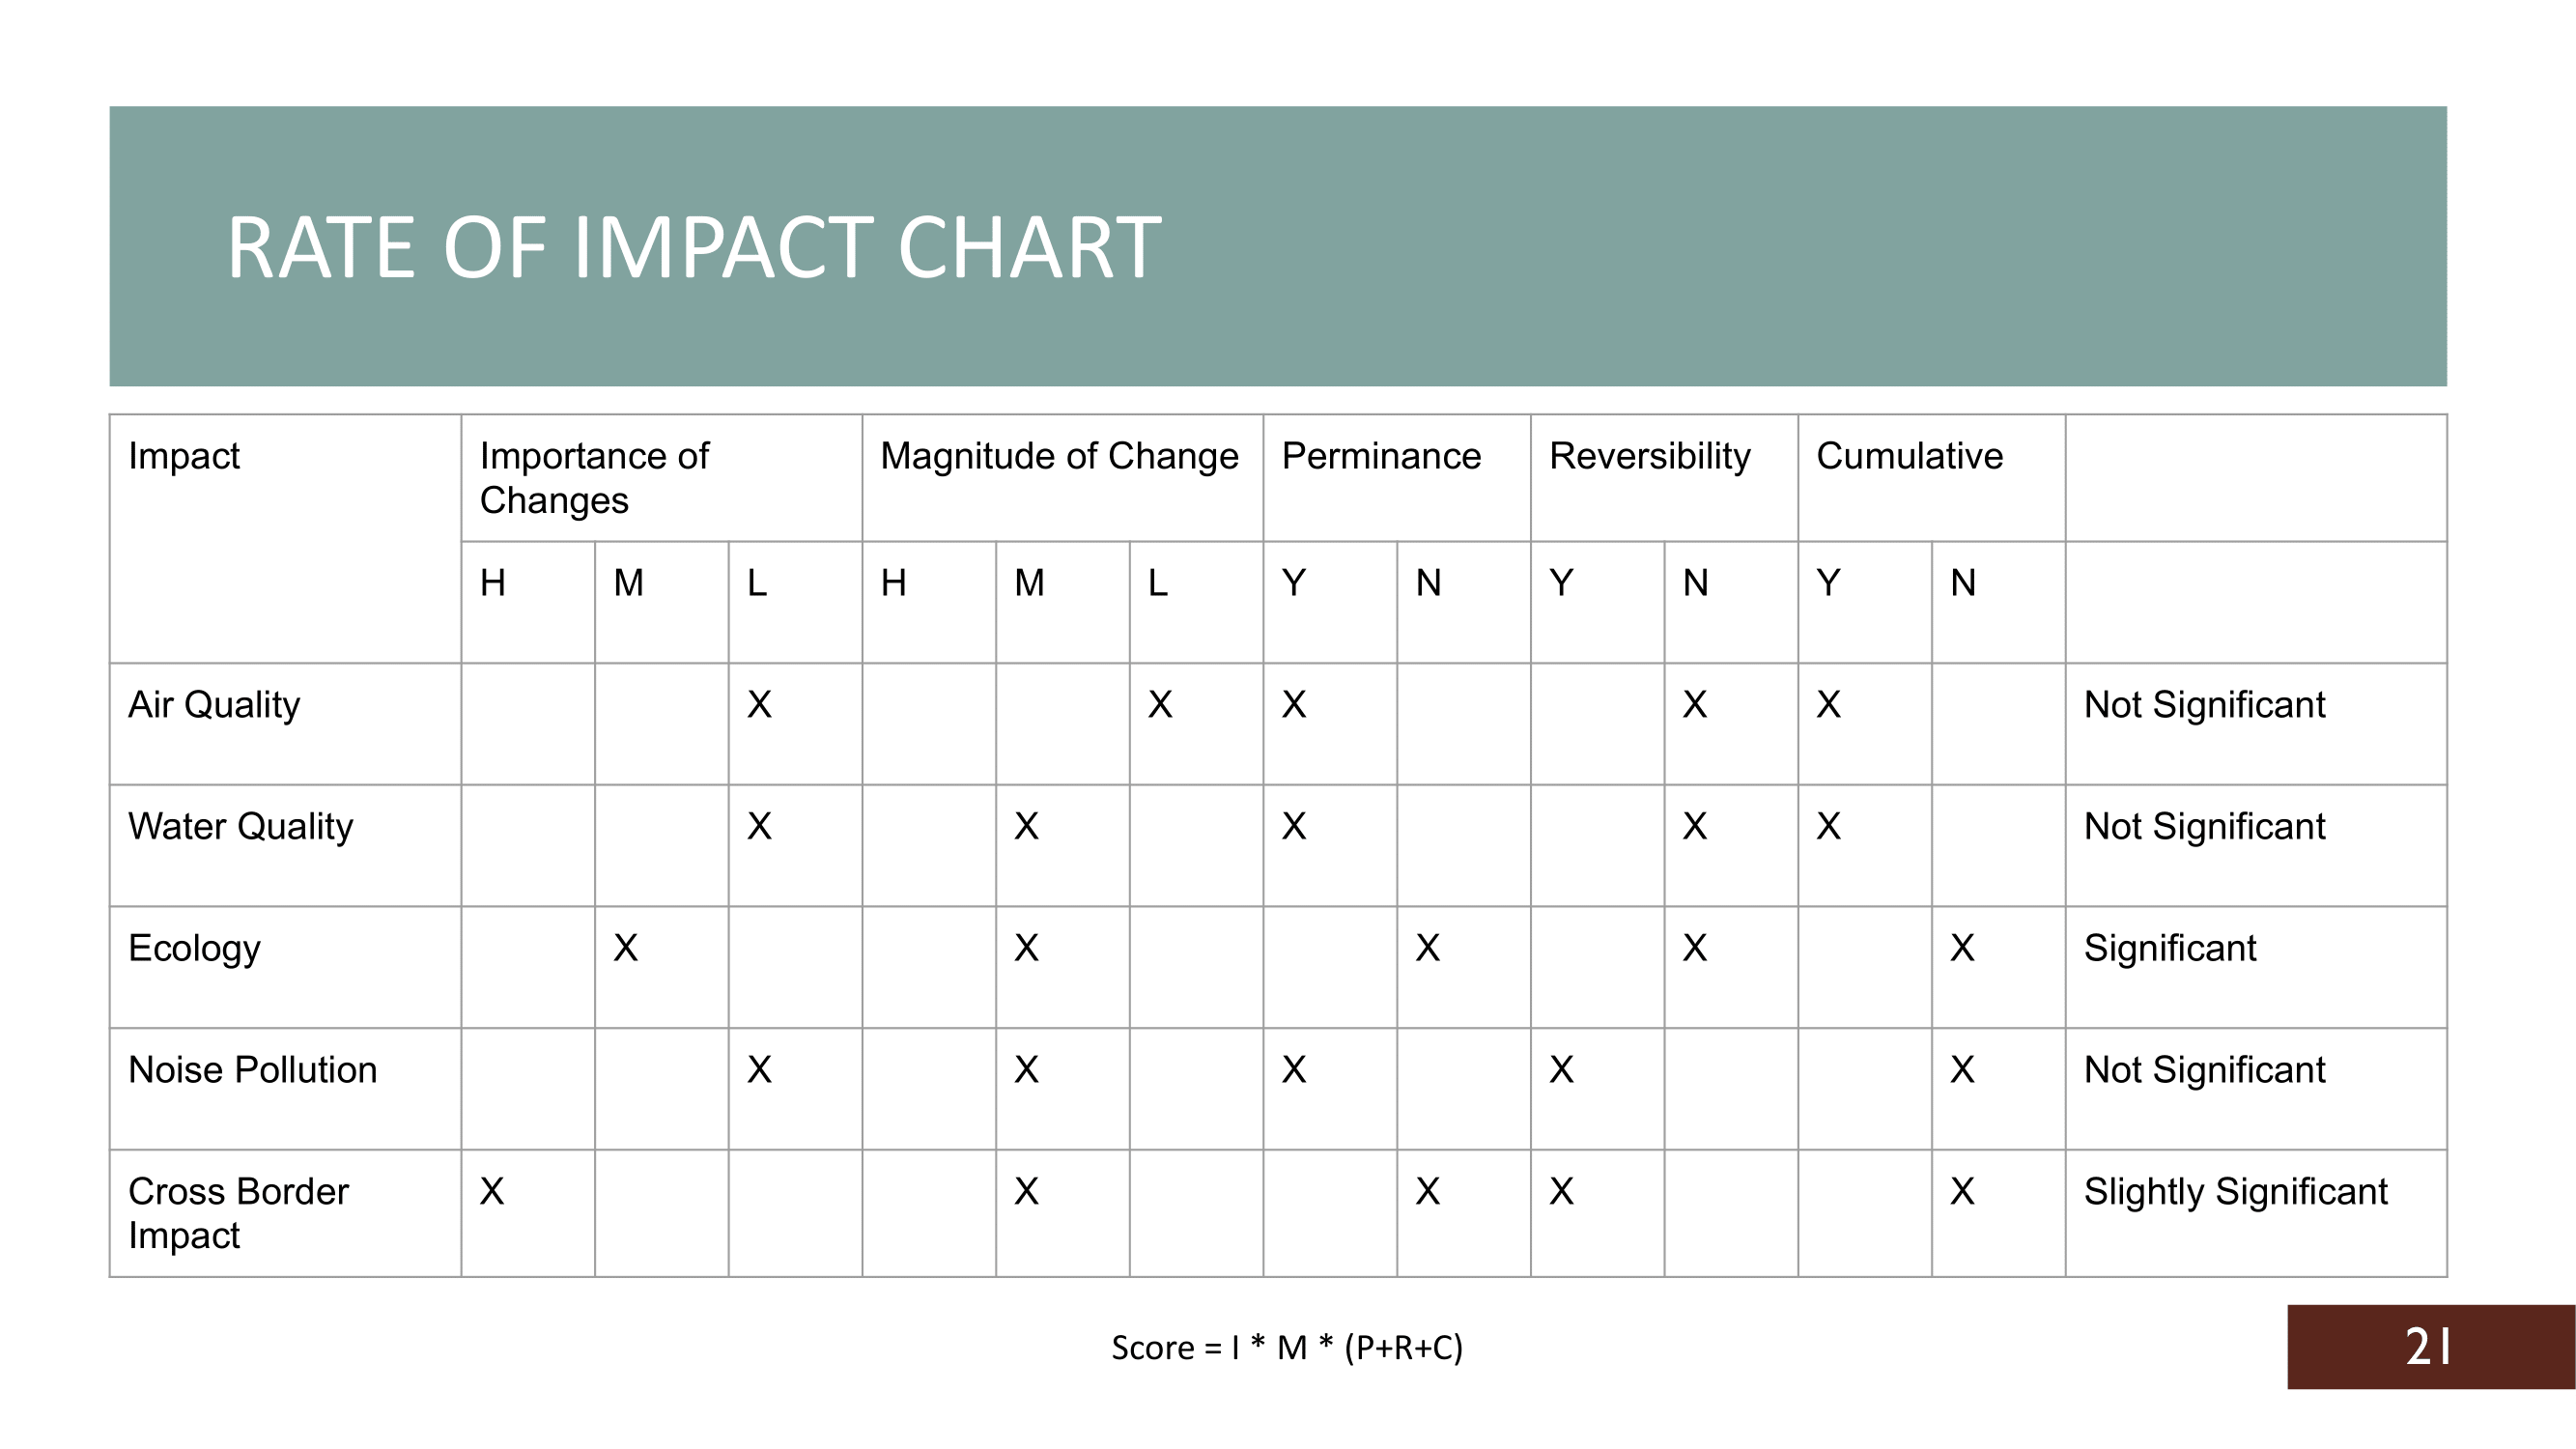 RATE OF IMPACT CHART
Impact Importance of Changes Magnitude of Change Perminance Reversibility Cumulative
H M L H M L Y N Y N Y N
Air Quality X X X X X Not Significant
Water Quality X X X X X Not Significant
Ecology X X X X X Significant
Noise Pollution X X X X X Not Significant
Cross Border Impact X X X X X Slightly Significant
Score = I * M * (P+R+C)
21